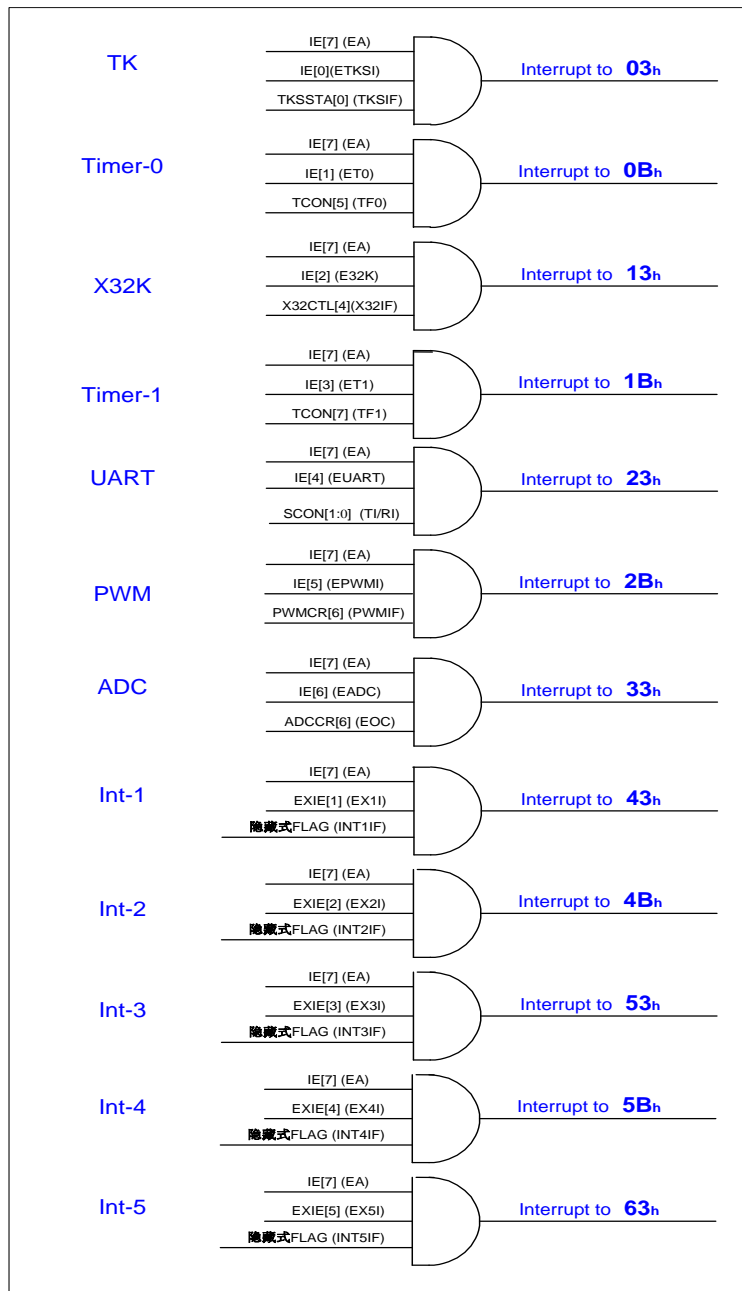 IE[7] (EA)
TK
IE[0](ETKSI)
Interrupt to 03h
TKSSTA[0] (TKSIF)
IE[7] (EA)
Timer-0
IE[1] (ET0)
Interrupt to 0Bh
TCON[5] (TF0)
IE[7] (EA)
X32K
IE[2] (E32K)
Interrupt to 13h
X32CTL[4](X32IF)
IE[7] (EA)
Timer-1
IE[3] (ET1)
Interrupt to 1Bh
TCON[7] (TF1)
IE[7] (EA)
UART
IE[4] (EUART)
Interrupt to 23h
SCON[1:0] (TI/RI)
IE[7] (EA)
PWM
IE[5] (EPWMI)
Interrupt to 2Bh
PWMCR[6] (PWMIF)
IE[7] (EA)
ADC
IE[6] (EADC)
Interrupt to 33h
ADCCR[6] (EOC)
IE[7] (EA)
Int-1
EXIE[1] (EX1I)
Interrupt to 43h
隐藏式FLAG (INT1IF)
IE[7] (EA)
Int-2
EXIE[2] (EX2I)
Interrupt to 4Bh
隐藏式FLAG (INT2IF)
IE[7] (EA)
Int-3
EXIE[3] (EX3I)
Interrupt to 53h
隐藏式FLAG (INT3IF)
IE[7] (EA)
Int-4
EXIE[4] (EX4I)
Interrupt to 5Bh
隐藏式FLAG (INT4IF)
IE[7] (EA)
Int-5
EXIE[5] (EX5I)
Interrupt to 63h
隐藏式FLAG (INT5IF)